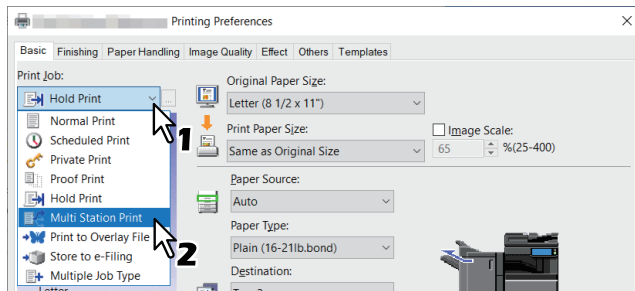 Printing Preferences
Basic Finishing Paper Handling Image Quality Effect Others Templates
Print Job:
Hold Print
...
Normal Print
Scheduled Print
Private Print
Proof Print
Hold Print
Multi Station Print
Print to Overlay File
Store to e-Filing
Multiple Job Type
1
2
Original Paper Size:
Letter (8 1/2 x 11")
Print Paper Size:
Same as Original Size
Image Scale:
65 %(25-400)
Paper Source:
Auto
Paper Type:
Plain (16-21lb.bond)
Destination: